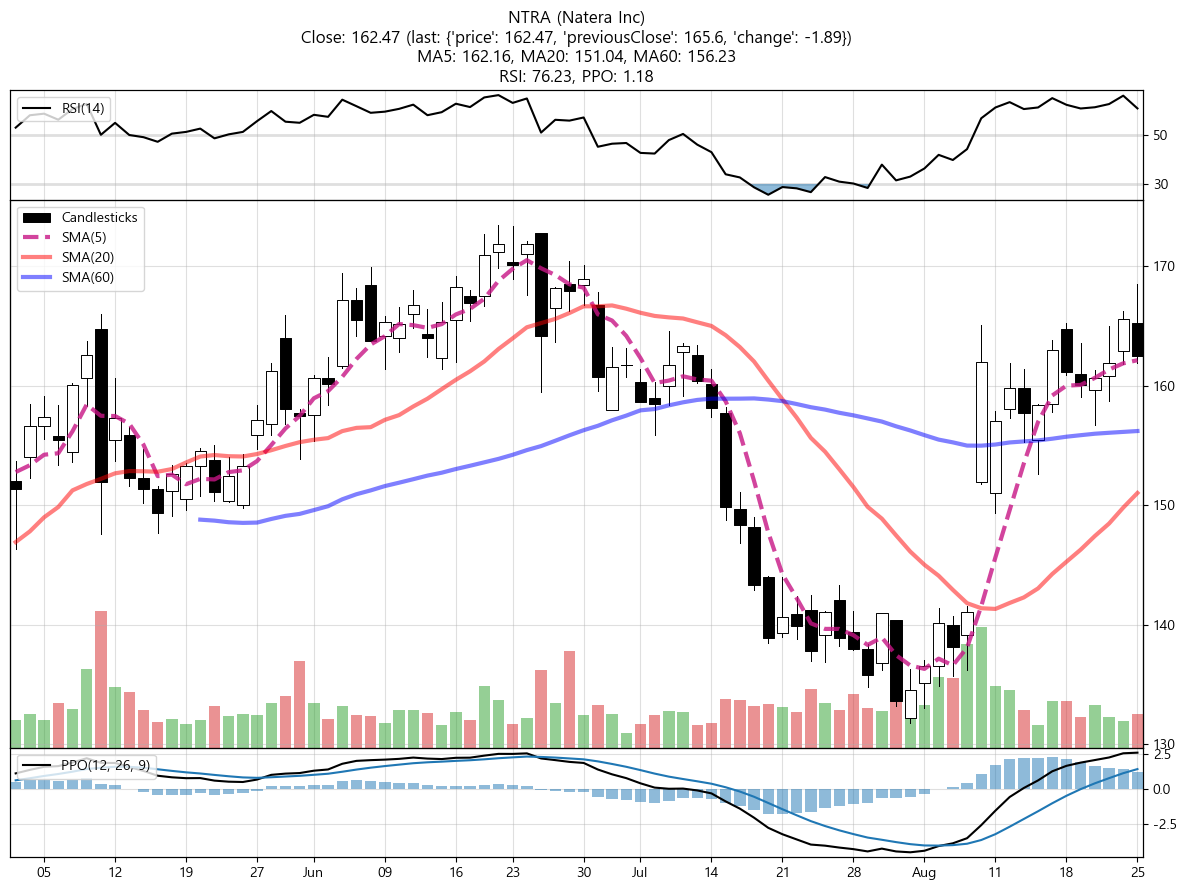 NTRA (Natera Inc)
Close: 162.47 (last: {'price': 162.47, 'previousClose': 165.6, 'change': -1.89})
MA5: 162.16, MA20: 151.04, MA60: 156.23
RSI: 76.23, PPO: 1.18
RSI(14)
50
30
Candlesticks
SMA(5)
SMA(20)
SMA(60)
170
160
150
140
130
PPO(12, 26, 9)
2.5
0.0
-2.5
05 12 19 27 Jun 09 16 23 30 Jul 14 21 28 Aug 11 18 25